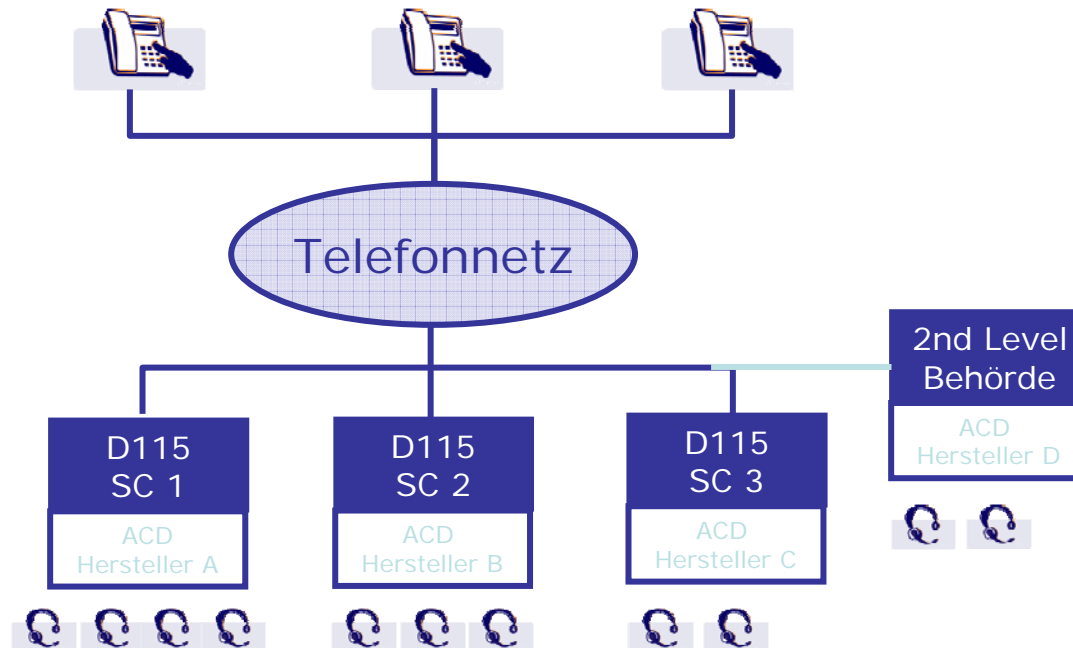 Telefonnetz
2nd Level
Behörde
ACD
Hersteller D
D115
SC 1
ACD
Hersteller A
D115
SC 2
ACD
Hersteller B
D115
SC 3
ACD
Hersteller C